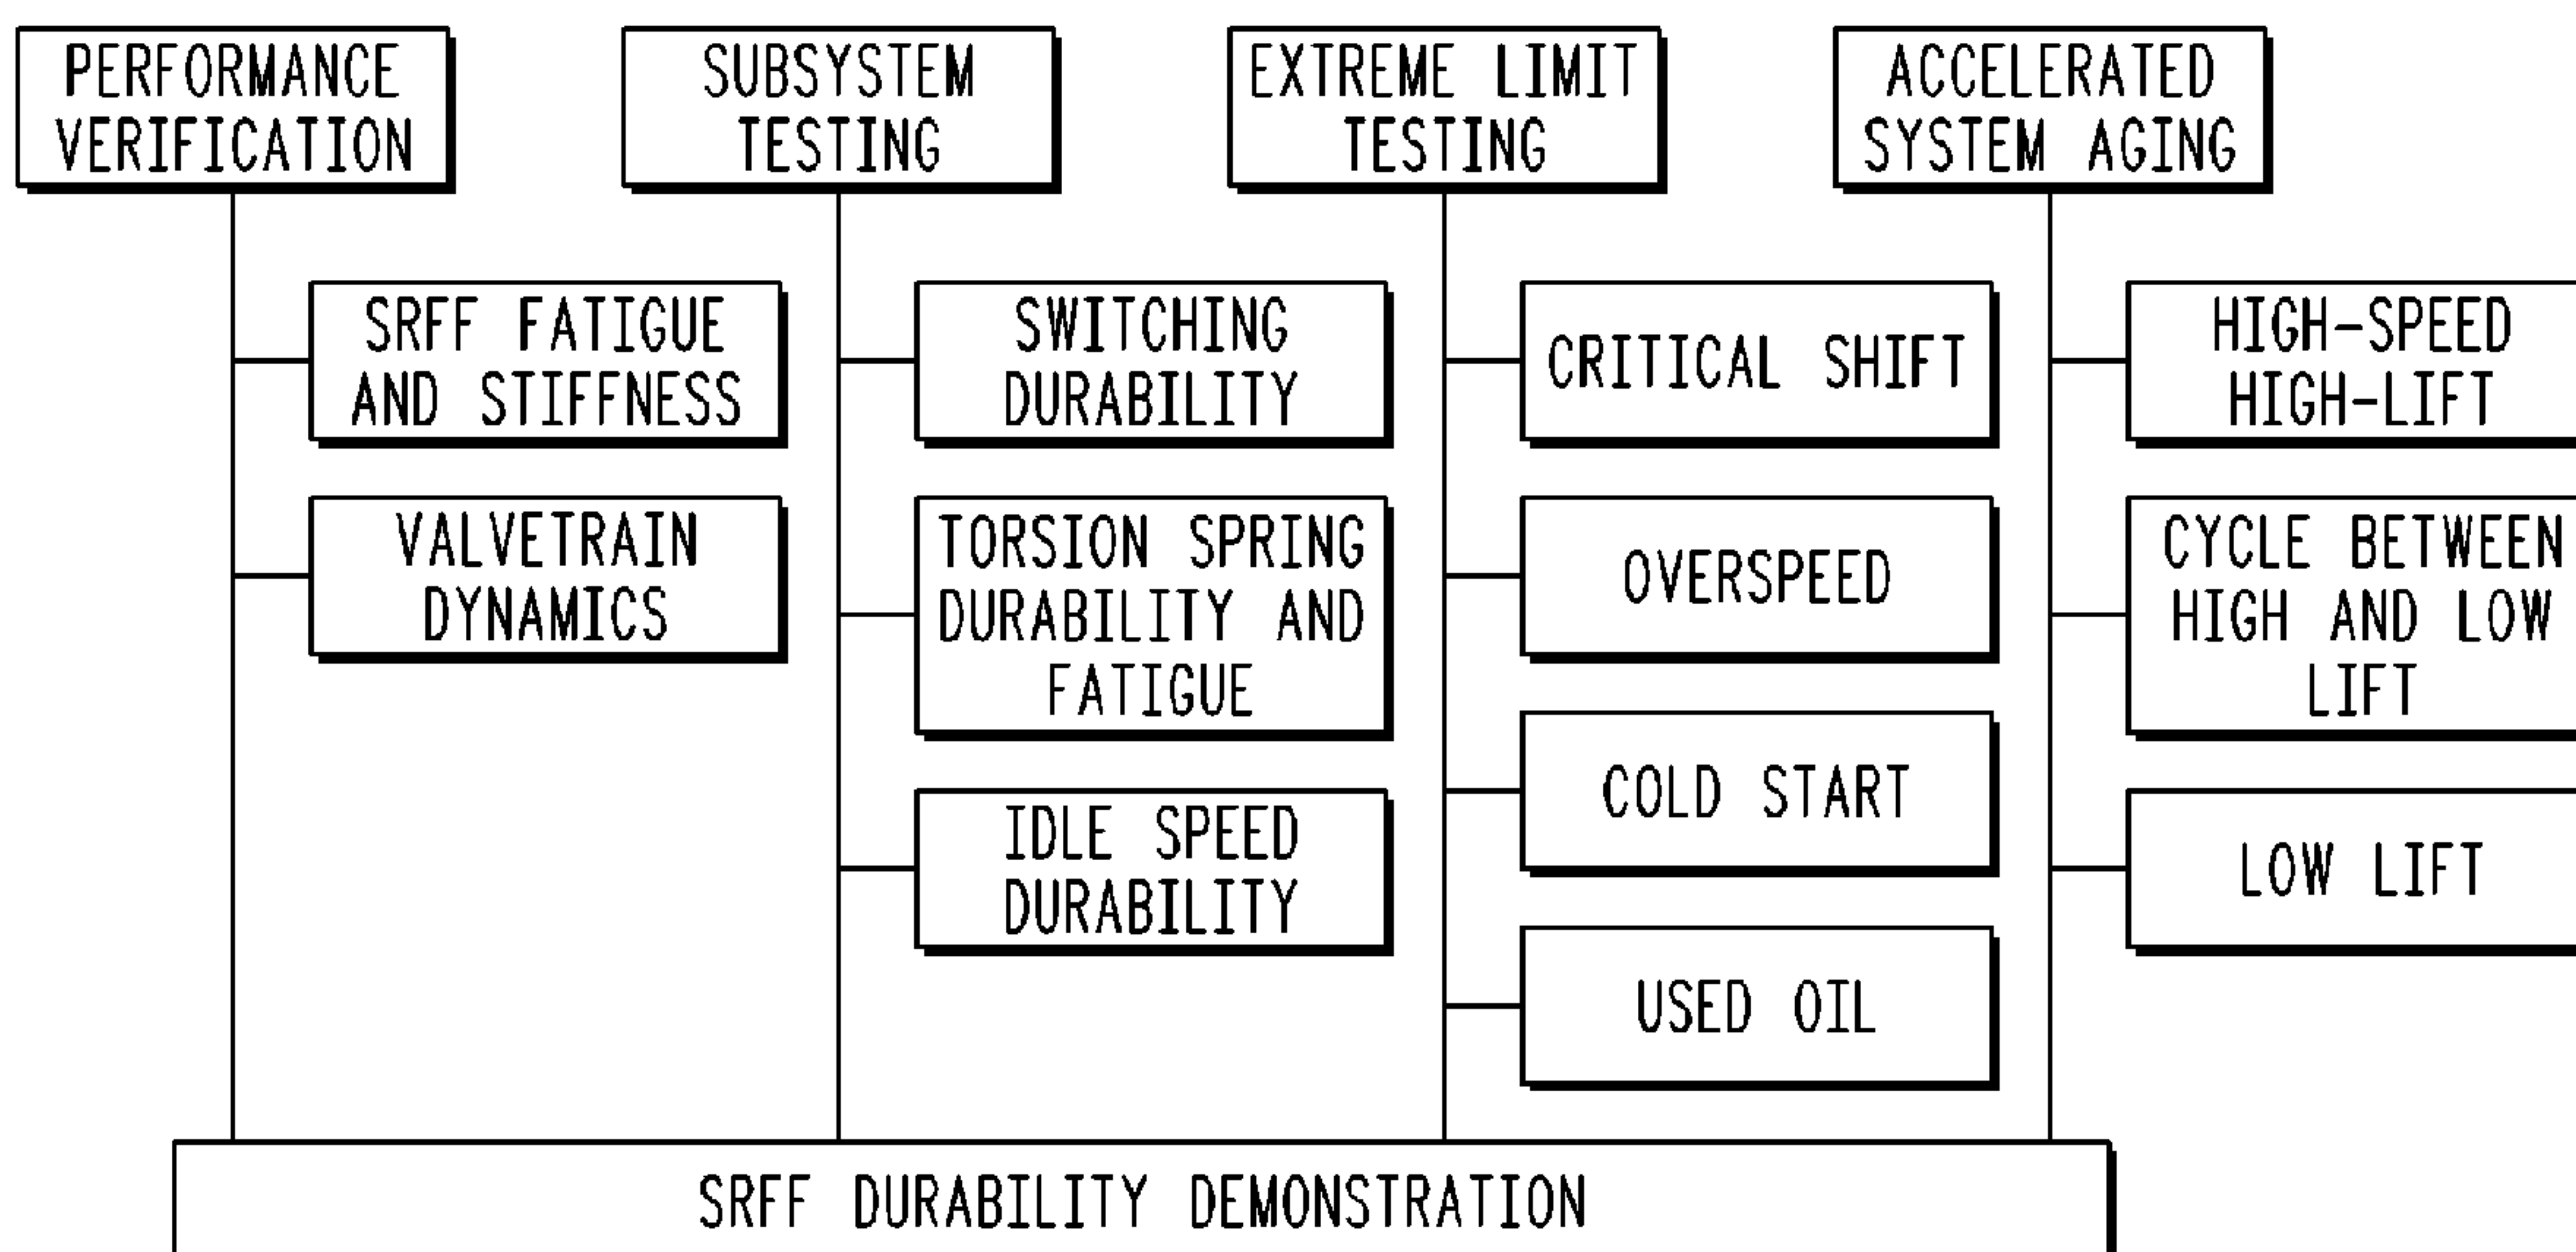 PERFORMANCE
VERIFICATION
SUBSYSTEM
TESTING
EXTREME LIMIT
TESTING
ACCELERATED
SYSTEM AGING
SRFF FATIGUE
AND STIFFNESS
VALVETRAIN
DYNAMICS
SWITCHING
DURABILITY
TORSION SPRING
DURABILITY AND
FATIGUE
IDLE SPEED
DURABILITY
CRITICAL SHIFT
OVERSPEED
COLD START
USED OIL
HIGH-SPEED
HIGH-LIFT
CYCLE BETWEEN
HIGH AND LOW
LIFT
LOW LIFT
SRFF DURABILITY DEMONSTRATION